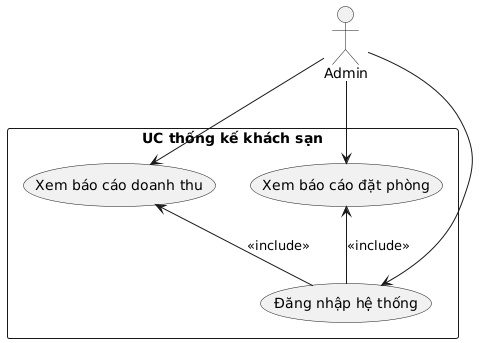 Admin
UC thống kế khách sạn
Xem báo cáo doanh thu
Xem báo cáo đặt phòng
«include»
«include»
Đăng nhập hệ thống